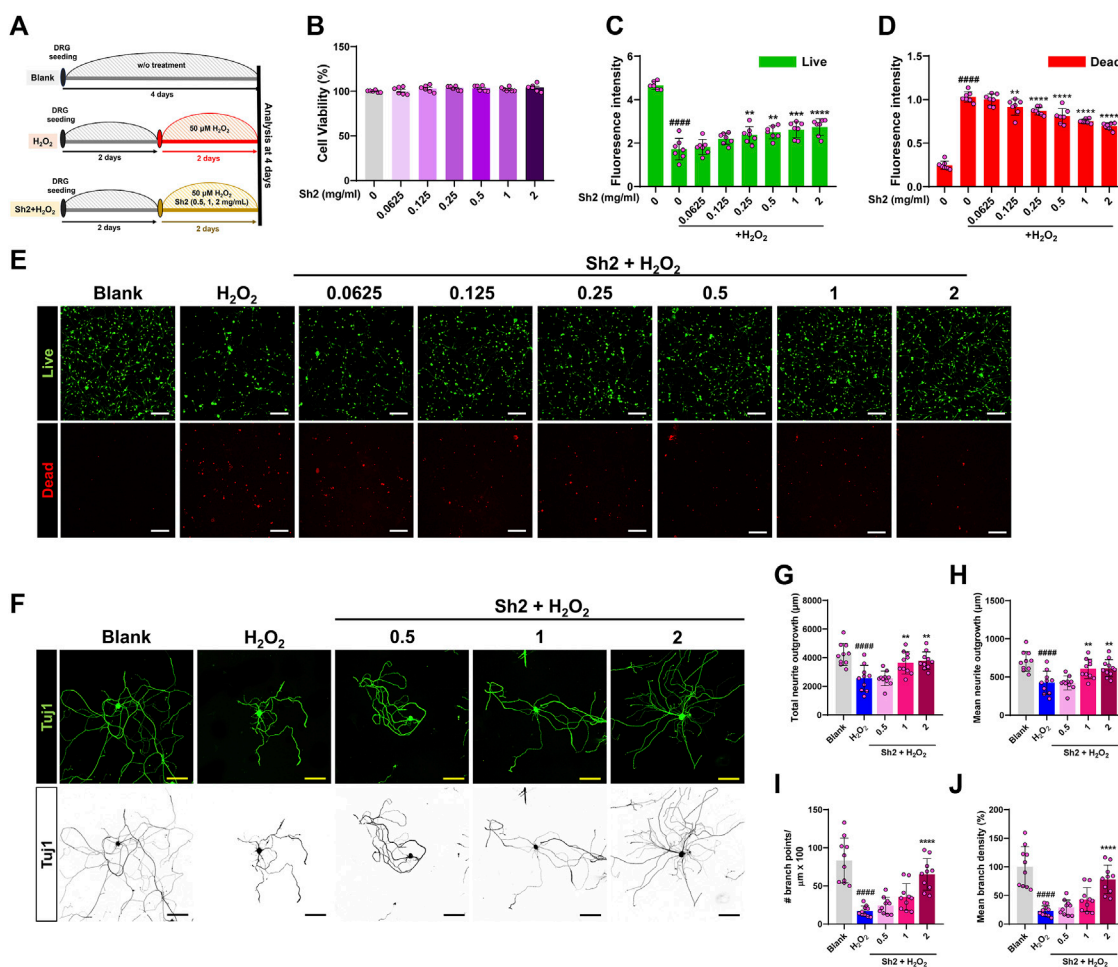 A
DRG
seeding
w/o treatment
Blank
4 days
DRG
seeding
50 μM H₂O₂
H₂O₂
2 days
2 days
DRG
seeding
50 μM H₂O₂
Sh2 (0.5, 1, 2 mg/mL)
Sh2+H₂O₂
2 days
2 days
Analysis at 4 days
B
Cell Viability (%)
150
100
50
0
0 0.0625 0.125 0.25 0.5 1 2
Sh2 (mg/ml)
C
Live
Fluorescence intensity
6
4
2
0
####
** ** *** ****
0 0 0.0625 0.125 0.25 0.5 1 2
Sh2 (mg/ml)
+H₂O₂
D
Dead
Fluorescence intensity
1.5
1.0
0.5
0.0
####
** **** **** **** ****
0 0 0.0625 0.125 0.25 0.5 1 2
Sh2 (mg/ml)
+H₂O₂
E
Sh2 + H₂O₂
Blank H₂O₂ 0.0625 0.125 0.25 0.5 1 2
Live
Dead
F
Sh2 + H₂O₂
Blank H₂O₂ 0.5 1 2
Tuj1
Tuj1
G
Total neurite outgrowth (μm)
8000
6000
4000
2000
0
####
** **
Blank H₂O₂ 0.5 1 2
Sh2 + H₂O₂
H
Mean neurite outgrowth (μm)
1500
1000
500
0
####
** **
Blank H₂O₂ 0.5 1 2
Sh2 + H₂O₂
I
# branch points/
μm x 100
150
100
50
0
####
****
Blank H₂O₂ 0.5 1 2
Sh2 + H₂O₂
J
Mean branch density (%)
200
150
100
50
0
####
****
Blank H₂O₂ 0.5 1 2
Sh2 + H₂O₂